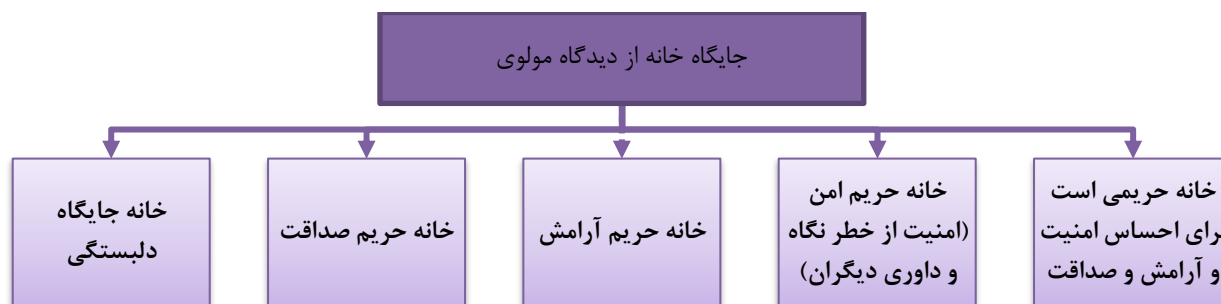 جایگاه خانه از دیدگاه مولوی
خانه حریمی است
برای احساس امنیت
و آرامش و صداقت
خانه حریم امن
(امنیت از خطر نگاه
و داوری دیگران)
خانه حریم آرامش
خانه حریم صداقت
خانه جایگاه
دلبستگی